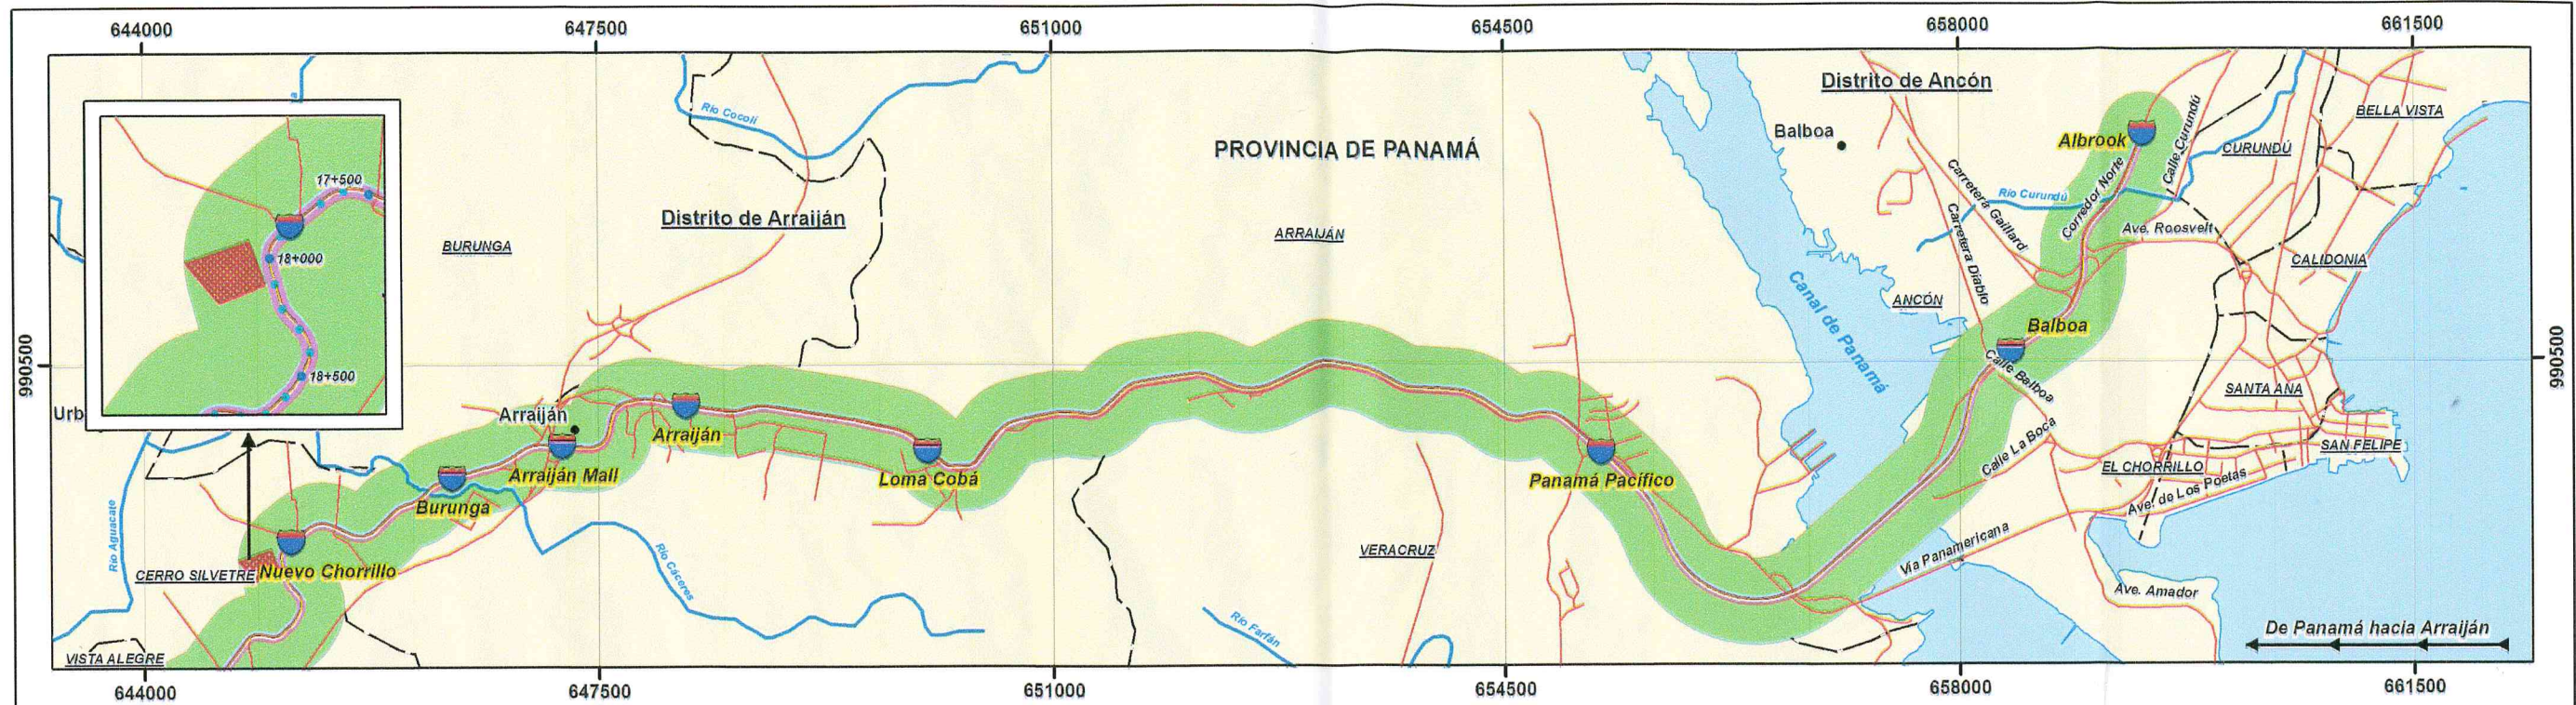 644000
647500
651000
654500
658000
661500
Distrito de Ancón
BELLA VISTA
Río Cocolí
Balboa
Albrook
Calle Curundú
CURUNDÚ
PROVINCIA DE PANAMÁ
17+500
Carretera Gaillard
Río Curundú
Corredor Norte
Distrito de Arraiján
ARRAIJÁN
Ave. Roosvelt
BURUNGA
18+000
Carretera Diablo
CALIDONIA
Canal de Panamá
ANCÓN
Balboa
990500
990500
18+500
Calle Balboa
SANTA ANA
Urb
Arraiján
Arraiján
Calle La Boca
SAN FELIPE
Arraiján Mall
Loma Cobá
Panamá Pacífico
EL CHORRILLO
Burunga
Ave. de Los Poetas
Río Aguacate
Vía Panamericana
VERACRUZ
Río Cáceres
CERRO SILVETRE
Nuevo Chorrillo
Ave. Amador
Río Farfán
De Panamá hacia Arraiján
VISTA ALEGRE
644000
647500
651000
654500
658000
661500